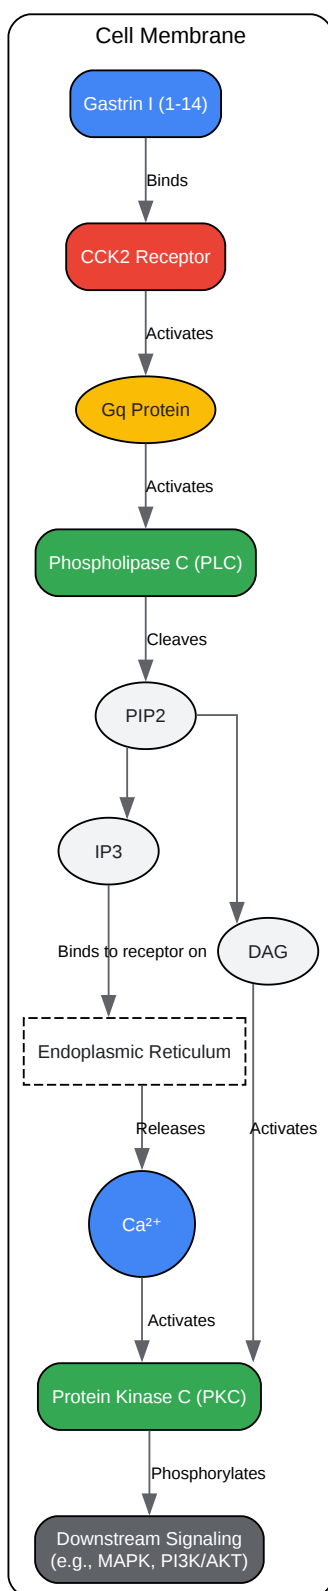 Cell Membrane
Gastrin I (1-14)
Binds
CCK2 Receptor
Activates
Gq Protein
Activates
Phospholipase C (PLC)
Cleaves
PIP2
IP3
Binds to receptor on
DAG
Endoplasmic Reticulum
Releases
Activates
Ca²⁺
Activates
Protein Kinase C (PKC)
Phosphorylates
Downstream Signaling
(e.g., MAPK, PI3K/AKT)